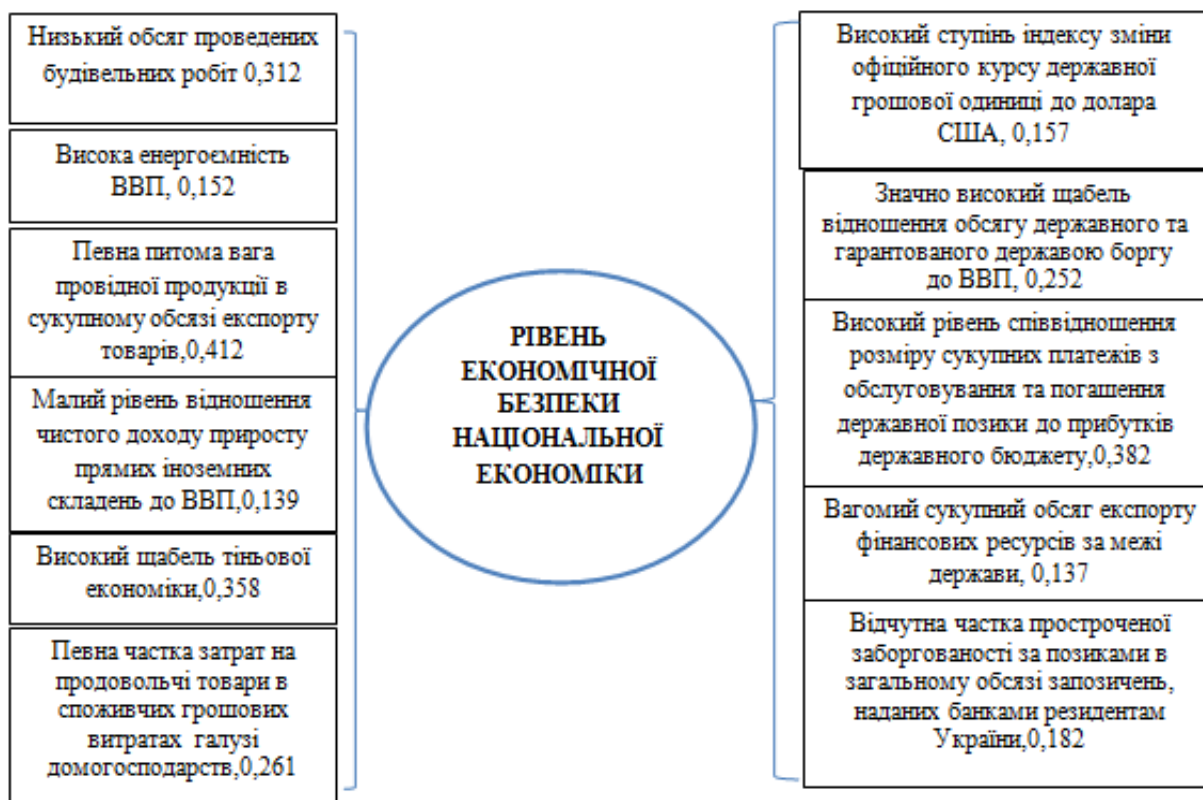 Низький обсяг проведених
будівельних робіт 0,312
Висока енергоємність
ВВП, 0,152
Певна питома вага
провідної продукції в
сукупному обсязі експорту
товарів,0,412
Малий рівень відношення
чистого доходу приросту
прямих іноземних
складень до ВВП,0,139
Високий щабель тіньової
економіки,0,358
Певна частка затрат на
продовольчі товари в
споживчих грошових
витратах галузі
домогосподарств,0,261
РІВЕНЬ
ЕКОНОМІЧНОЇ
БЕЗПЕКИ
НАЦІОНАЛЬНОЇ
ЕКОНОМІКИ
Високий ступінь індексу зміни
офіційного курсу державної
грошової одиниці до долара
США, 0,157
Значно високий щабель
відношення обсягу державного та
гарантованого державою боргу
до ВВП, 0,252
Високий рівень співвідношення
розміру сукупних платежів з
обслуговування та погашення
державної позики до прибутків
державного бюджету,0,382
Вагомий сукупний обсяг експорту
фінансових ресурсів за межі
держави, 0,137
Відчутна частка простроченої
заборгованості за позиками в
загальному обсязі запозичень,
наданих банками резидентам
України,0,182